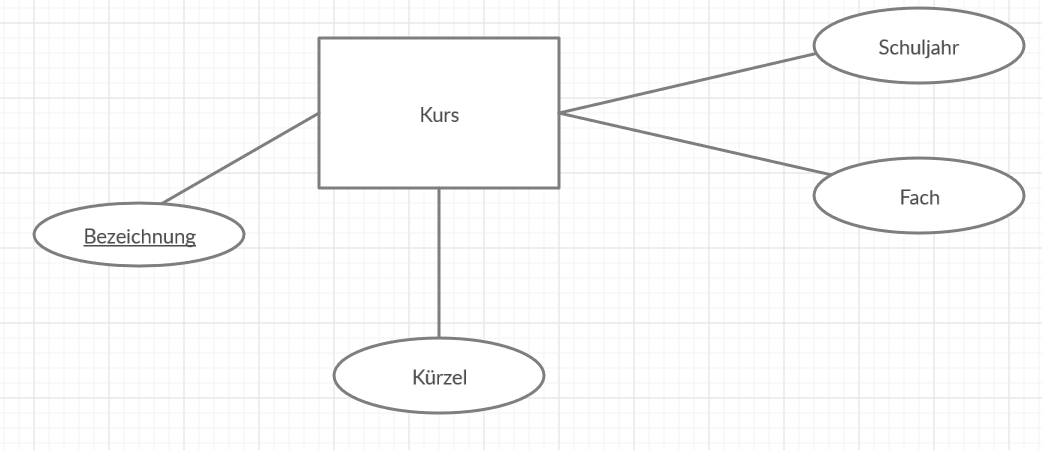 Schuljahr
Kurs
Fach
Bezeichnung
Kürzel